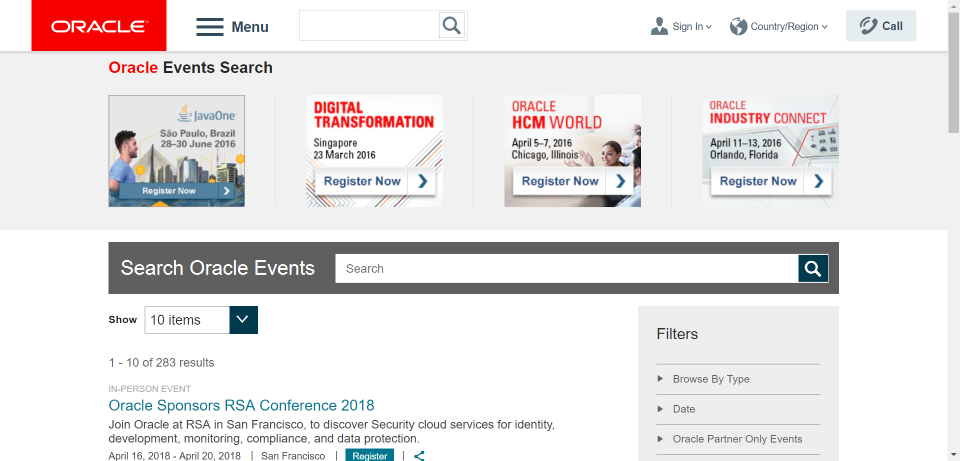 ORACLE
Menu
Sign In
Country/Region
Call
Oracle Events Search
JavaOne
São Paulo, Brazil
28–30 June 2016
Register Now
DIGITAL
TRANSFORMATION
Singapore
23 March 2016
Register Now
ORACLE
HCM WORLD
April 5–7, 2016
Chicago, Illinois
Register Now
ORACLE
INDUSTRY CONNECT
April 11–13, 2016
Orlando, Florida
Register Now
Search Oracle Events
Search
Show 10 items
1 - 10 of 283 results
IN-PERSON EVENT
Oracle Sponsors RSA Conference 2018
Join Oracle at RSA in San Francisco, to discover Security cloud services for identity,
development, monitoring, compliance, and data protection.
April 16, 2018 - April 20, 2018 | San Francisco | Register |
Filters
Browse By Type
Date
Oracle Partner Only Events